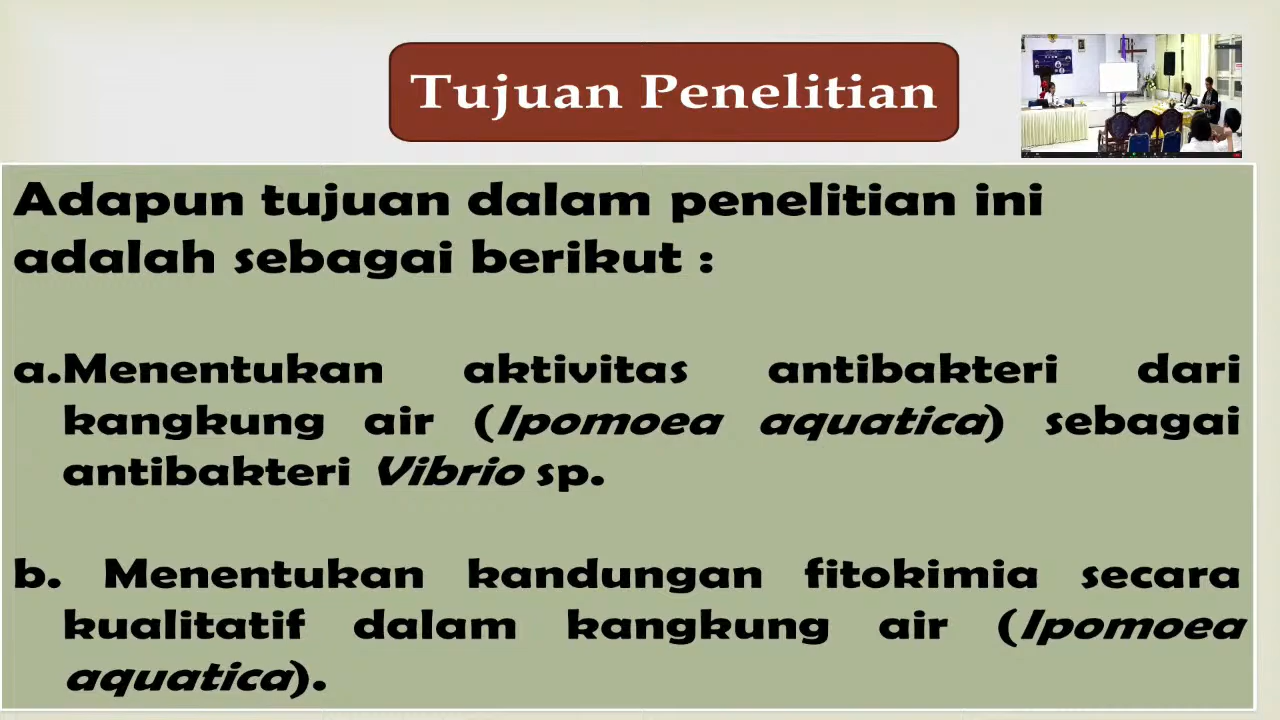 Tujuan Penelitian
Adapun tujuan dalam penelitian ini
adalah sebagai berikut :
a.Menentukan aktivitas antibakteri dari
kangkung air (Ipomoea aquatica) sebagai
antibakteri Vibrio sp.
b. Menentukan kandungan fitokimia secara
kualitatif dalam kangkung air (Ipomoea
aquatica).